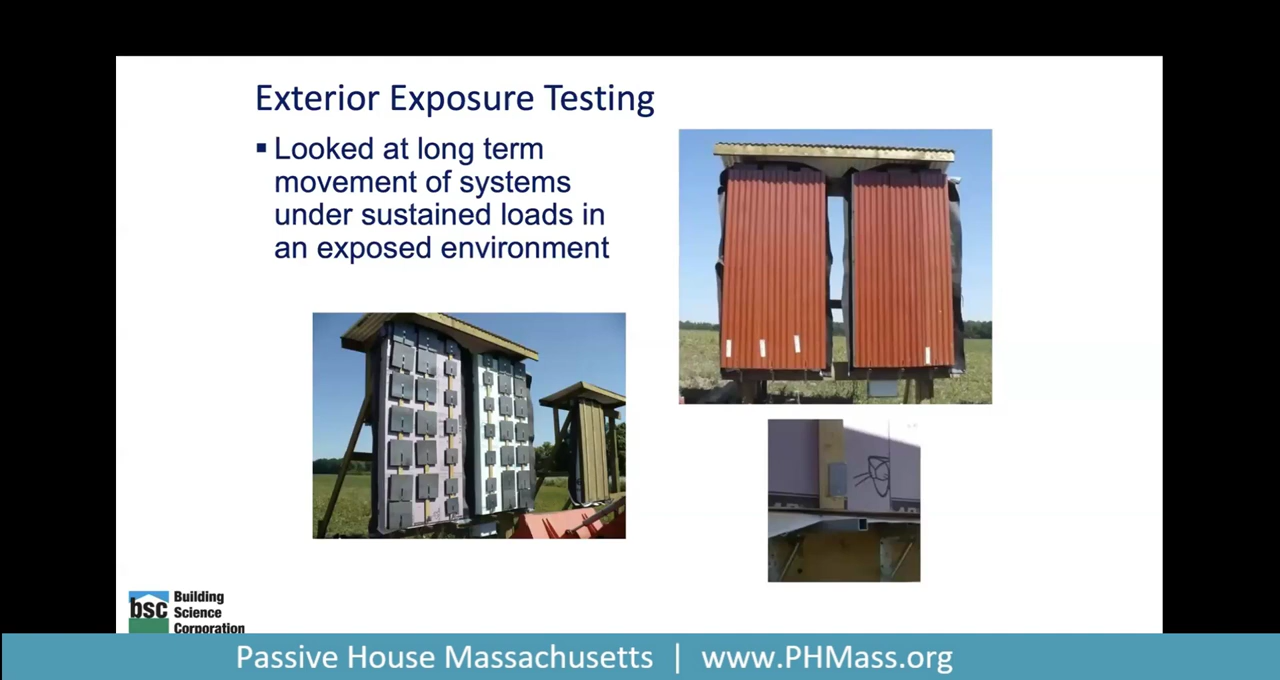 Exterior Exposure Testing
▪ Looked at long term
movement of systems
under sustained loads in
an exposed environment
bsc
Building
Science
Corporation
Passive House Massachusetts | www.PHMass.org